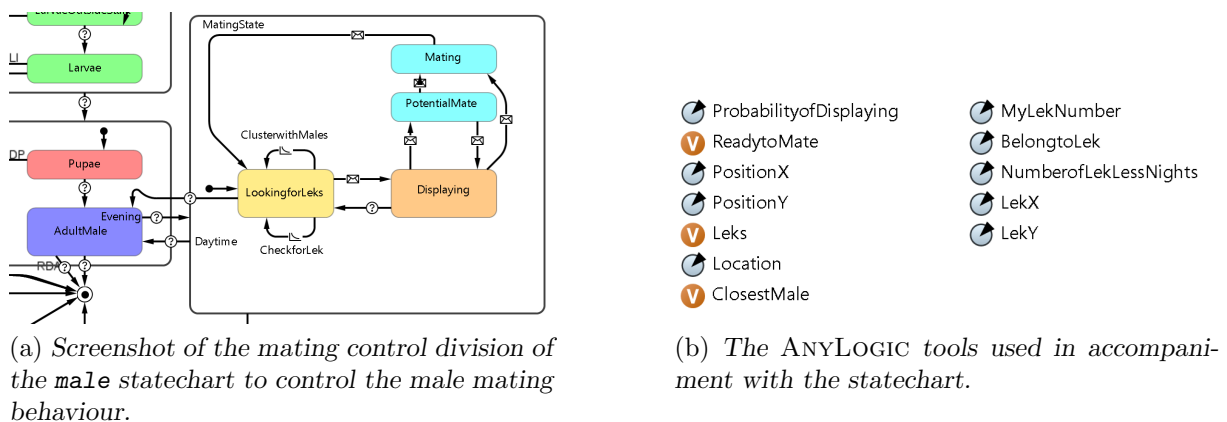 MatingState
LI
Larvae
Mating
PotentialMate
ClusterwithMales
DP
Pupae
LookingforLeks
Displaying
Evening
AdultMale
Daytime
CheckforLek
RDA
ProbabilityofDisplaying
ReadytoMate
PositionX
PositionY
Leks
Location
ClosestMale
MyLekNumber
BelongtoLek
NumberofLekLessNights
LekX
LekY
(a) Screenshot of the mating control division of
the male statechart to control the male mating
behaviour.
(b) The ANYLOGIC tools used in accompani-
ment with the statechart.